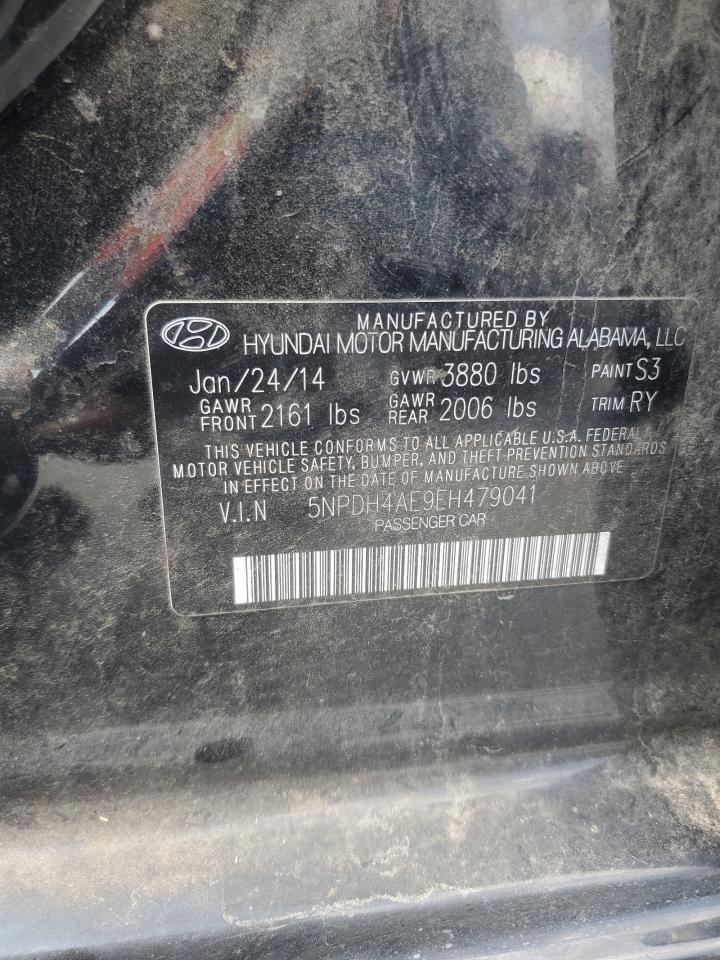 MANUFACTURED BY
HYUNDAI MOTOR MANUFACTURING ALABAMA, LLC
Jan/24/14 GVWR 3880 lbs PAINT S3
GAWR FRONT 2161 lbs GAWR REAR 2006 lbs TRIM RY
THIS VEHICLE CONFORMS TO ALL APPLICABLE U.S.A. FEDERAL
MOTOR VEHICLE SAFETY, BUMPER, AND THEFT PREVENTION STANDARDS
IN EFFECT ON THE DATE OF MANUFACTURE SHOWN ABOVE
V.I.N 5NPDH4AE9EH479041
PASSENGER CAR